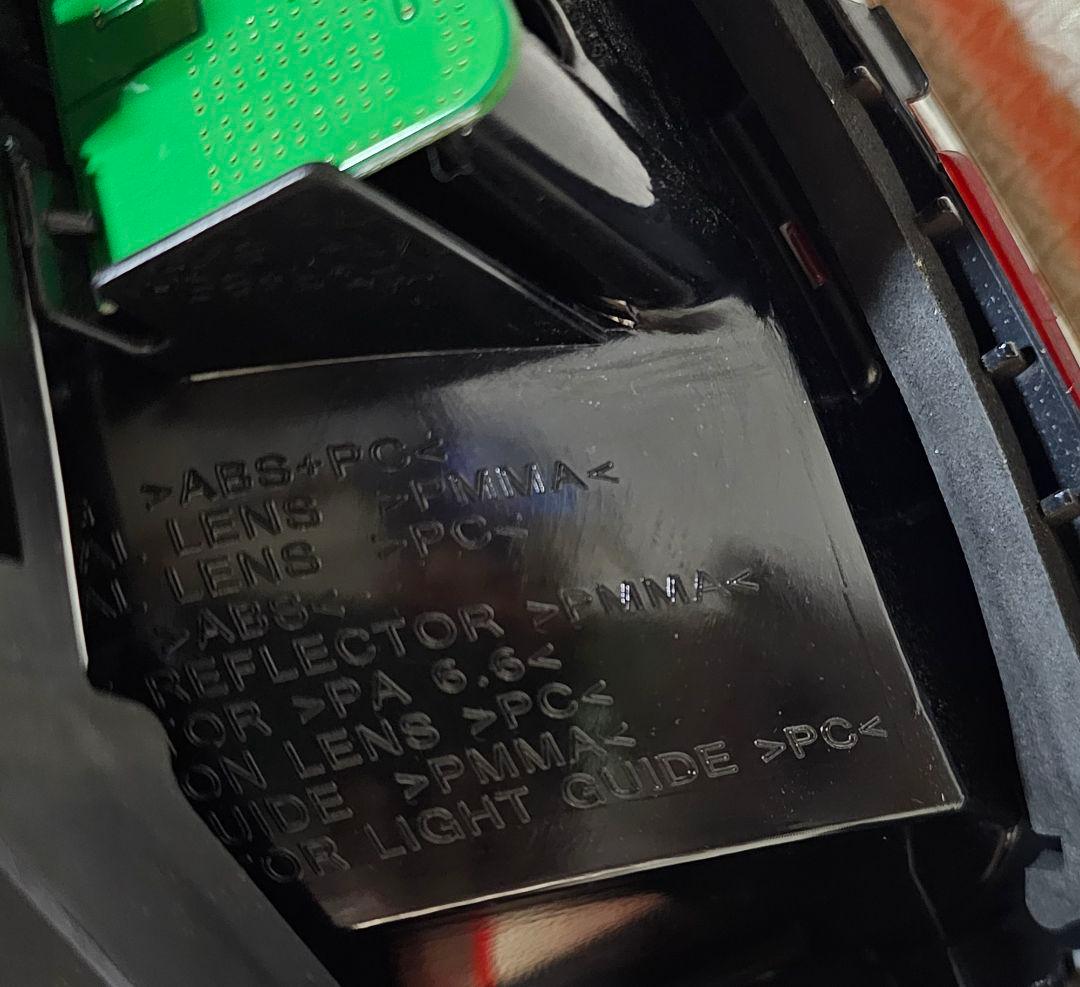 >ABS+PC<
LENS >PMMA<
LENS >PC<
>ABS<
REFLECTOR >PMMA<
OR >PA 6.6<
ON LENS >PC<
UIDE >PMMA<
OR LIGHT GUIDE >PC<